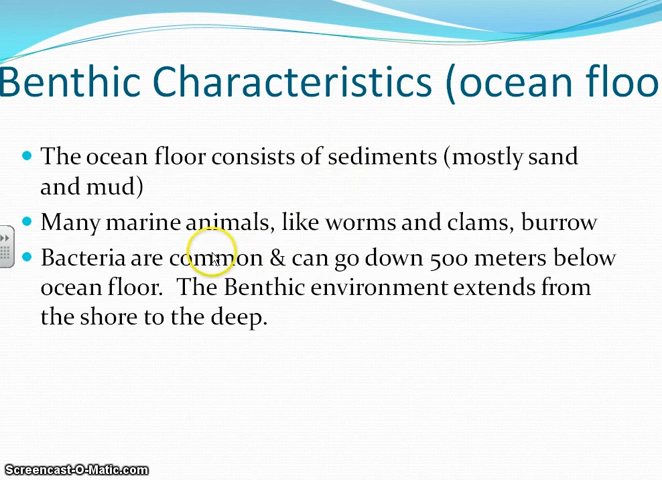 Benthic Characteristics (ocean floo
The ocean floor consists of sediments (mostly sand
and mud)
Many marine animals, like worms and clams, burrow
Bacteria are common & can go down 500 meters below
ocean floor. The Benthic environment extends from
the shore to the deep.
Screencast-O-Matic.com